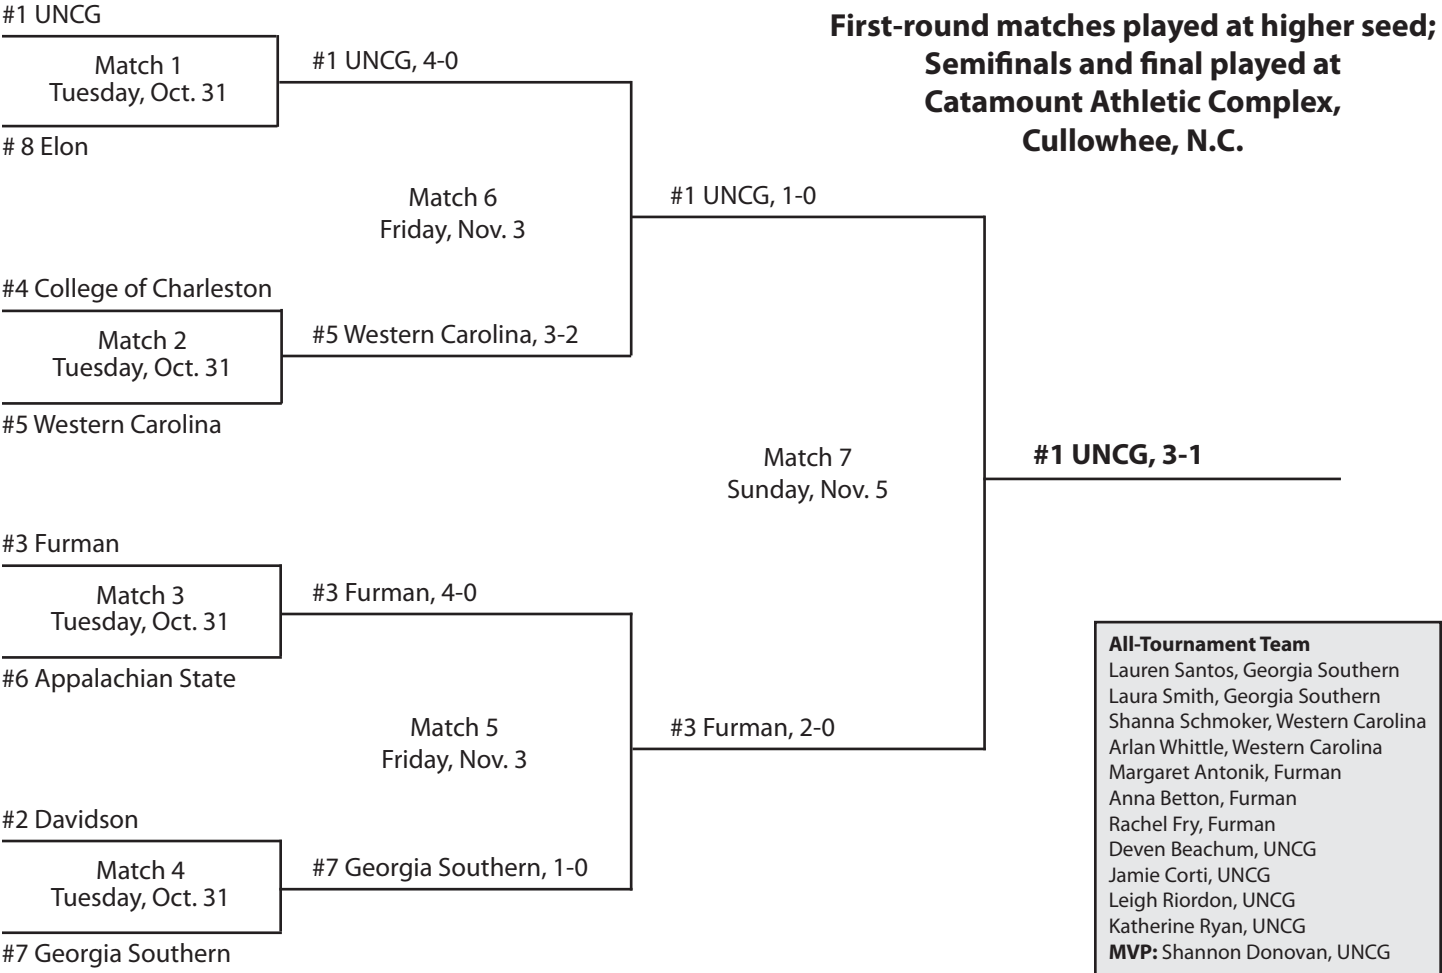 #1 UNCG
Match 1
Tuesday, Oct. 31
# 8 Elon
#1 UNCG, 4-0
First-round matches played at higher seed;
Semifinals and final played at
Catamount Athletic Complex,
Cullowhee, N.C.
Match 6
Friday, Nov. 3
#1 UNCG, 1-0
#4 College of Charleston
Match 2
Tuesday, Oct. 31
#5 Western Carolina
#5 Western Carolina, 3-2
Match 7
Sunday, Nov. 5
#1 UNCG, 3-1
#3 Furman
Match 3
Tuesday, Oct. 31
#6 Appalachian State
#3 Furman, 4-0
Match 5
Friday, Nov. 3
#3 Furman, 2-0
#2 Davidson
Match 4
Tuesday, Oct. 31
#7 Georgia Southern
#7 Georgia Southern, 1-0
All-Tournament Team
Lauren Santos, Georgia Southern
Laura Smith, Georgia Southern
Shanna Schmoker, Western Carolina
Arlan Whittle, Western Carolina
Margaret Antonik, Furman
Anna Betton, Furman
Rachel Fry, Furman
Deven Beachum, UNCG
Jamie Corti, UNCG
Leigh Riordon, UNCG
Katherine Ryan, UNCG
MVP: Shannon Donovan, UNCG